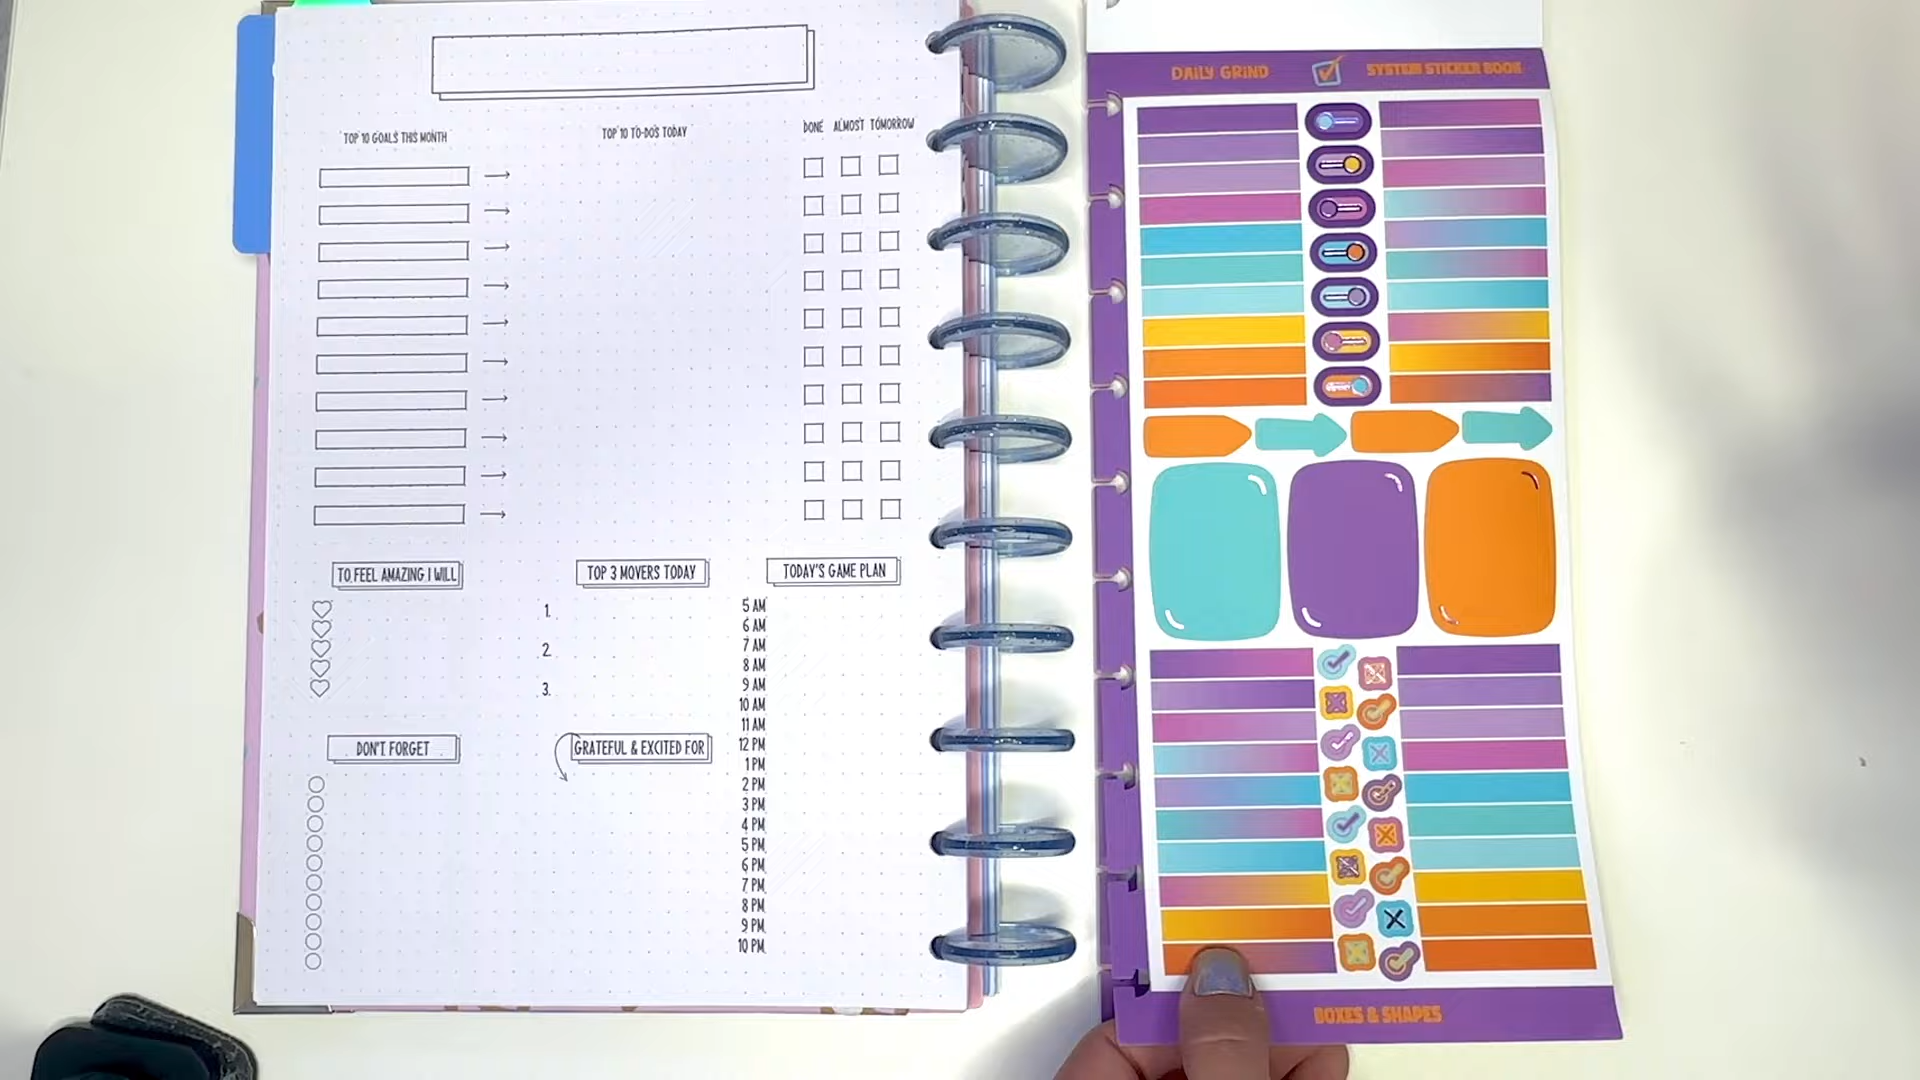 TOP 10 GOALS THIS MONTH
TOP 10 TO-DOS TODAY
DONE ALMOST TOMORROW
TO FEEL AMAZING I WILL
TOP 3 MOVERS TODAY
1.
2.
3.
TODAY'S GAME PLAN
5 AM
6 AM
7 AM
8 AM
9 AM
10 AM
11 AM
12 PM
1 PM
2 PM
3 PM
4 PM
5 PM
6 PM
7 PM
8 PM
9 PM
10 PM
DON'T FORGET
GRATEFUL & EXCITED FOR
DAILY GRIND
SYSTEM STICKER BOOK
BOXES & SHAPES